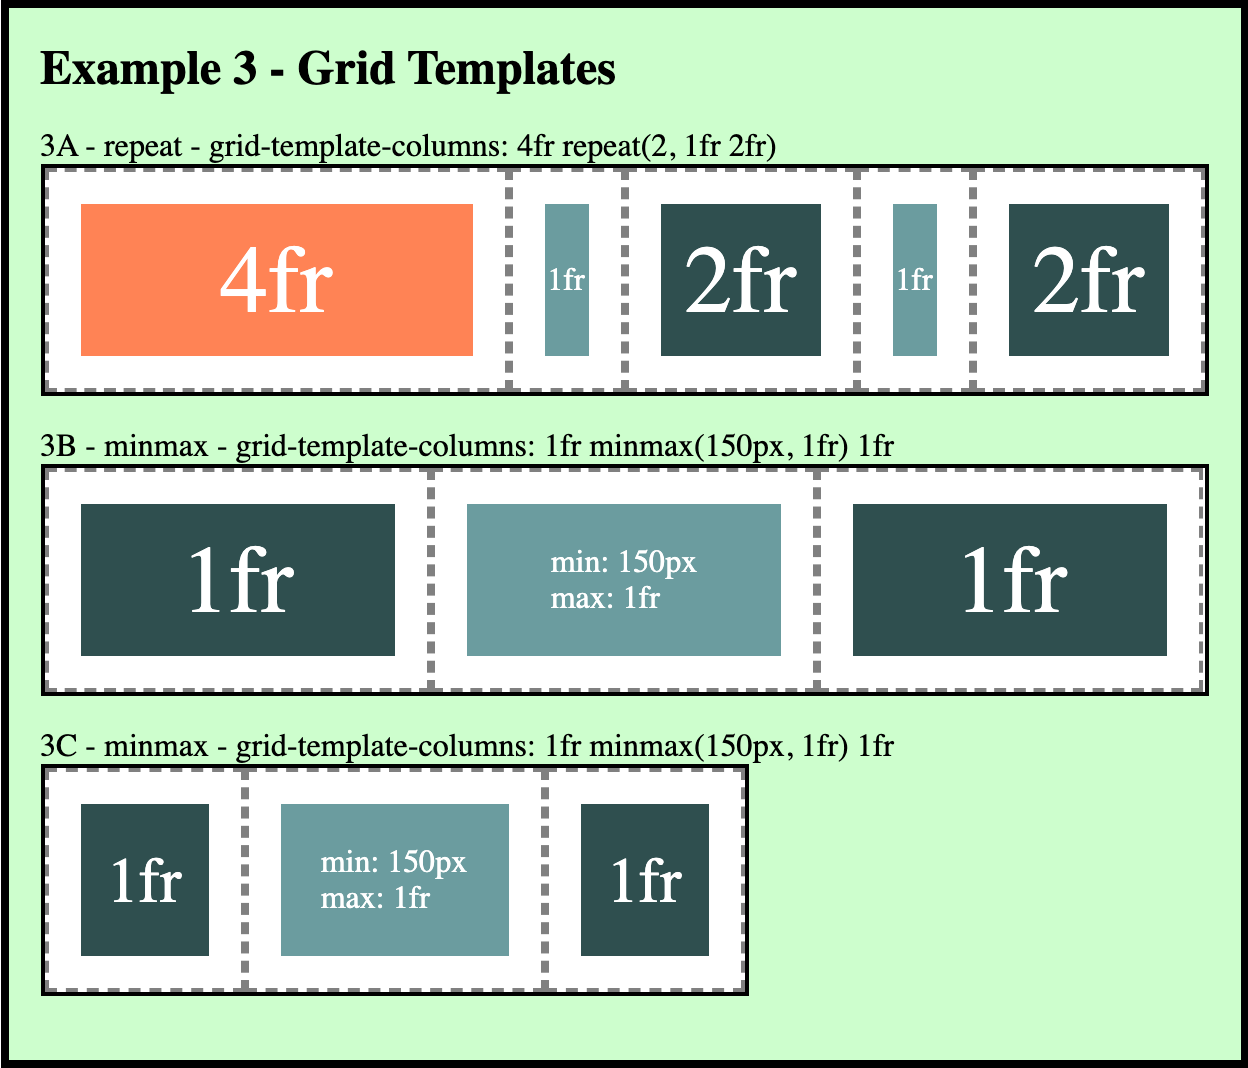 Example 3 - Grid Templates
3A - repeat - grid-template-columns: 4fr repeat(2, 1fr 2fr)
4fr
1fr
2fr
1fr
2fr
3B - minmax - grid-template-columns: 1fr minmax(150px, 1fr) 1fr
1fr
min: 150px
max: 1fr
1fr
3C - minmax - grid-template-columns: 1fr minmax(150px, 1fr) 1fr
1fr
min: 150px
max: 1fr
1fr